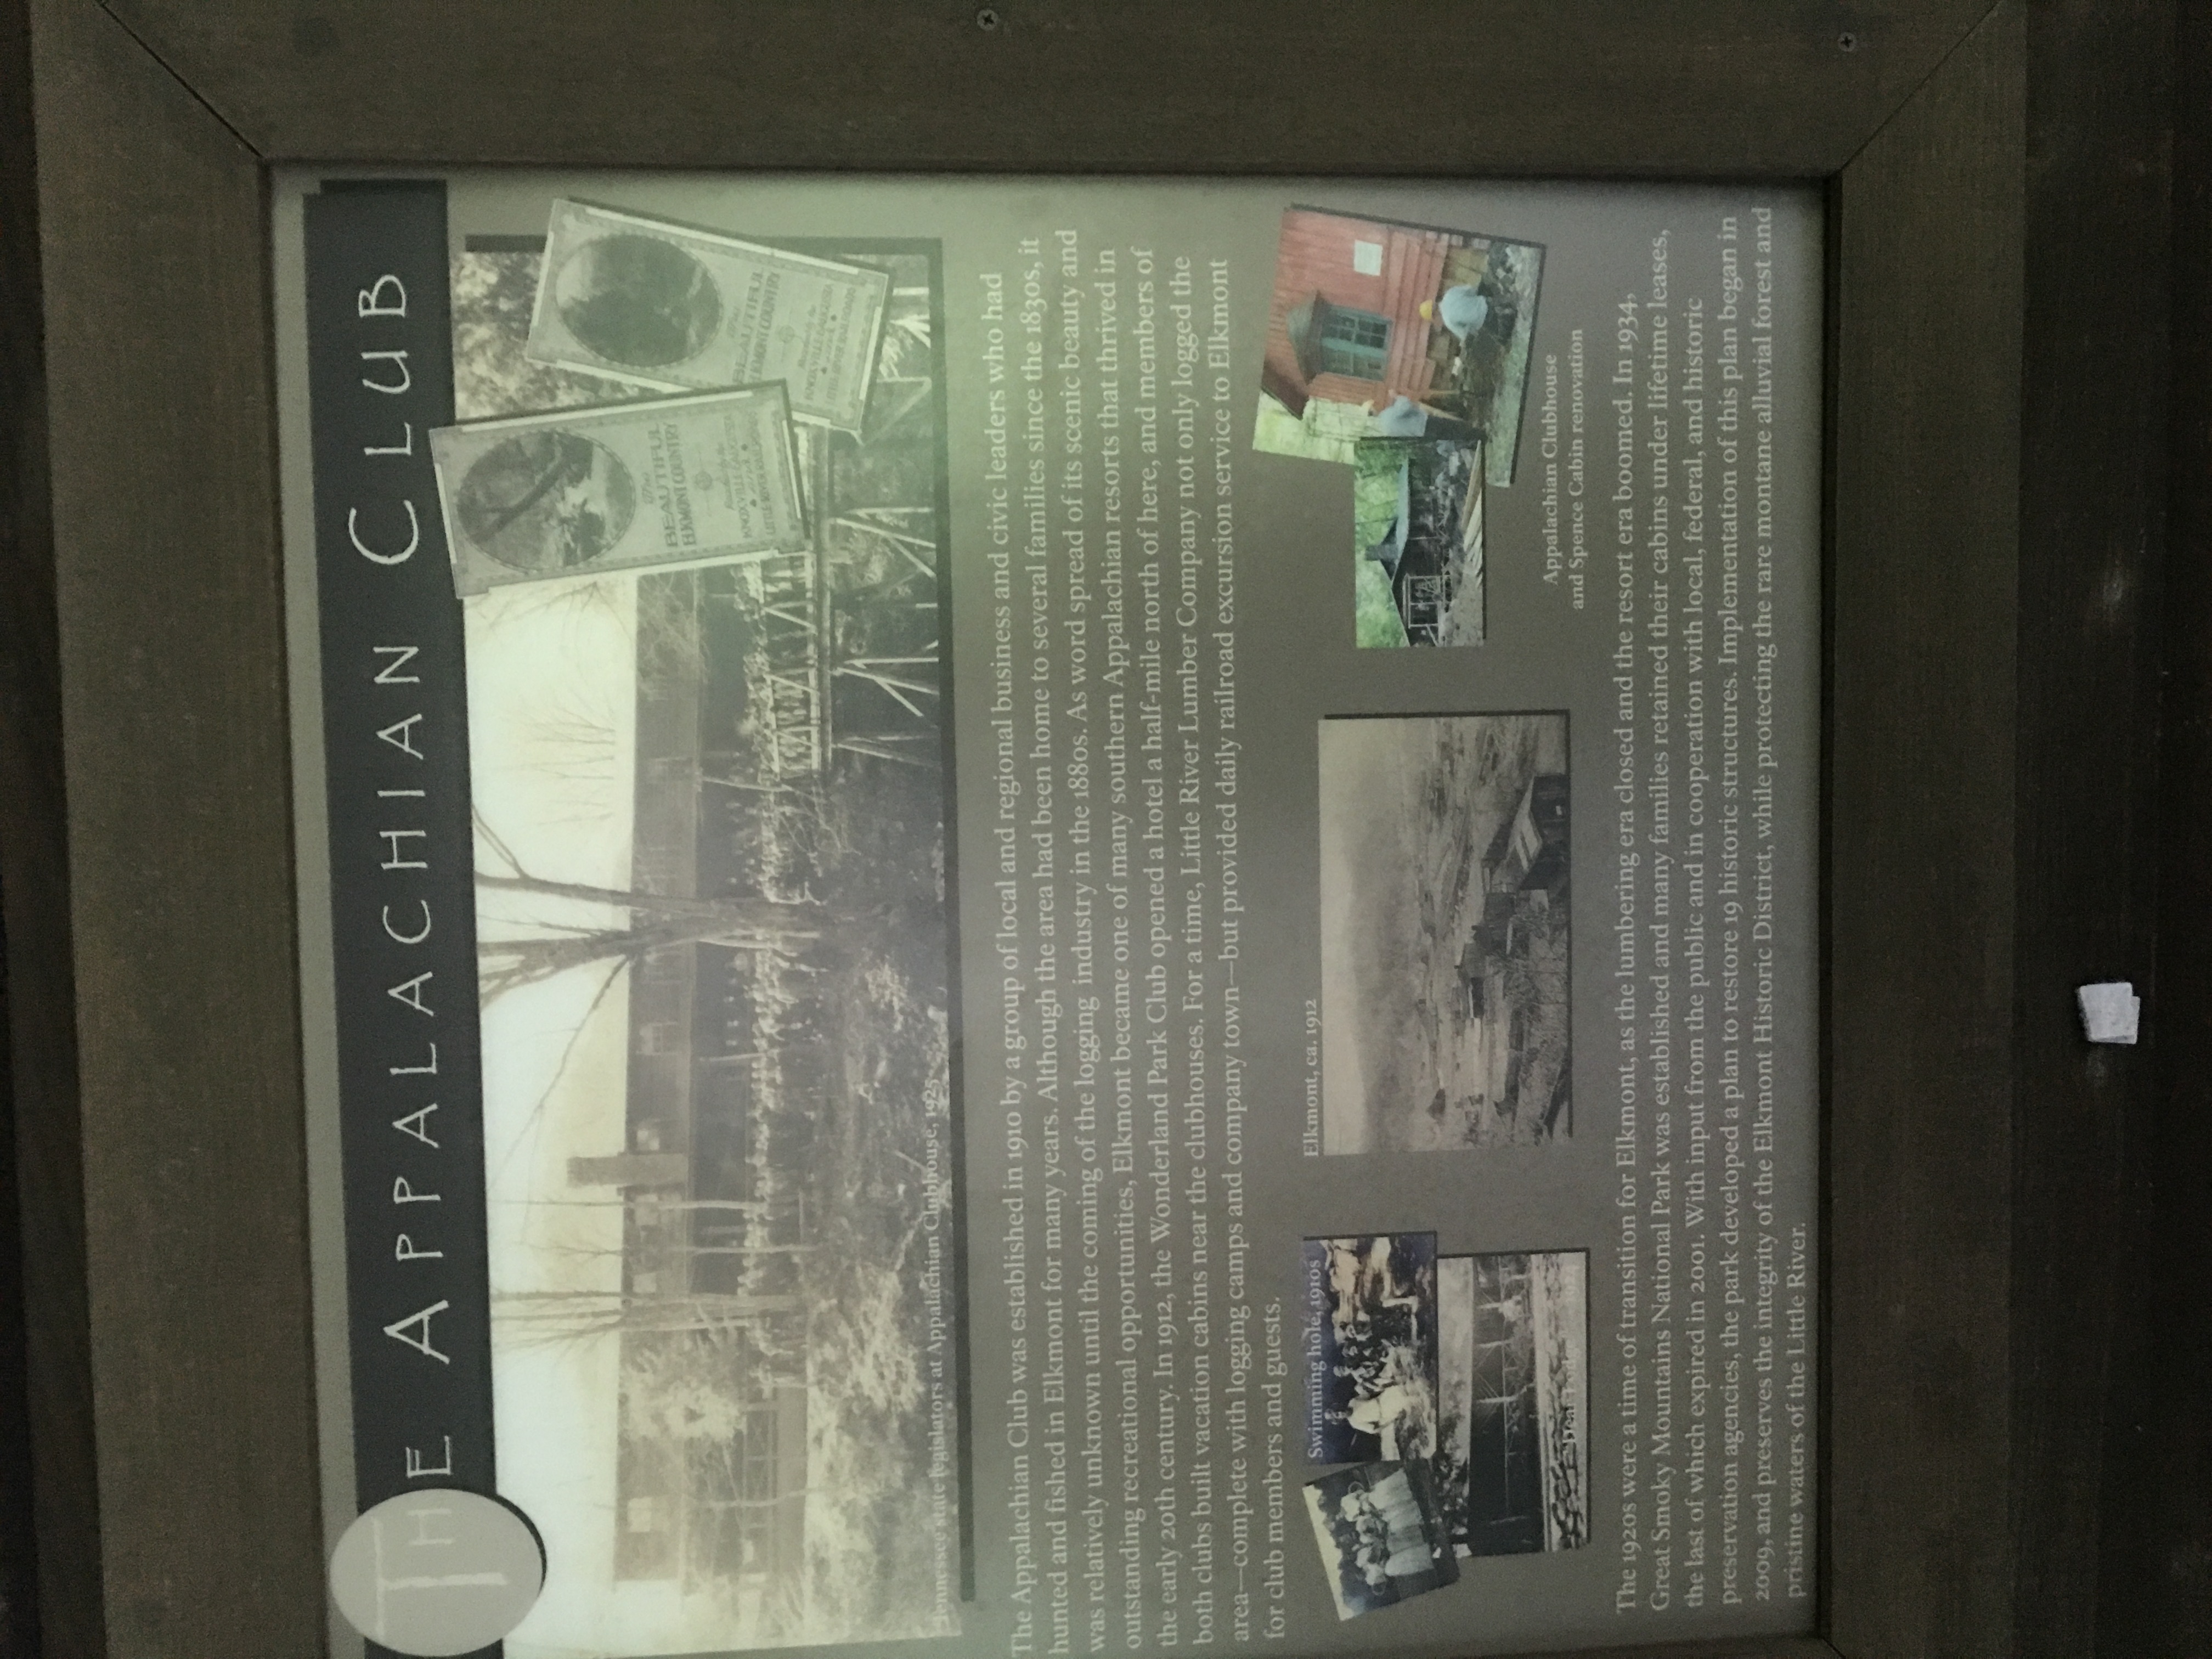 THE APPALACHIAN CLUB
The
BEAUTIFUL
ELKMONT COUNTRY
The
BEAUTIFUL
ELKMONT COUNTRY
Tennessee state legislators at Appalachian Clubhouse, 1925
The Appalachian Club was established in 1910 by a group of local and regional business and civic leaders who had
hunted and fished in Elkmont for many years. Although the area had been home to several families since the 1830s, it
was relatively unknown until the coming of the logging industry in the 1880s. As word spread of its scenic beauty and
outstanding recreational opportunities, Elkmont became one of many southern Appalachian resorts that thrived in
the early 20th century. In 1912, the Wonderland Park Club opened a hotel a half-mile north of here, and members of
both clubs built vacation cabins near the clubhouses. For a time, Little River Lumber Company not only logged the
area—complete with logging camps and company town—but provided daily railroad excursion service to Elkmont
for club members and guests.
Swimming hole, 1910s
Elkmont, ca. 1912
Appalachian Clubhouse
and Spence Cabin renovation
The 1920s were a time of transition for Elkmont, as the lumbering era closed and the resort era boomed. In 1934,
Great Smoky Mountains National Park was established and many families retained their cabins under lifetime leases,
the last of which expired in 2001. With input from the public and in cooperation with local, federal, and historic
preservation agencies, the park developed a plan to restore 19 historic structures. Implementation of this plan began in
2009, and preserves the integrity of the Elkmont Historic District, while protecting the rare montane alluvial forest and
pristine waters of the Little River.